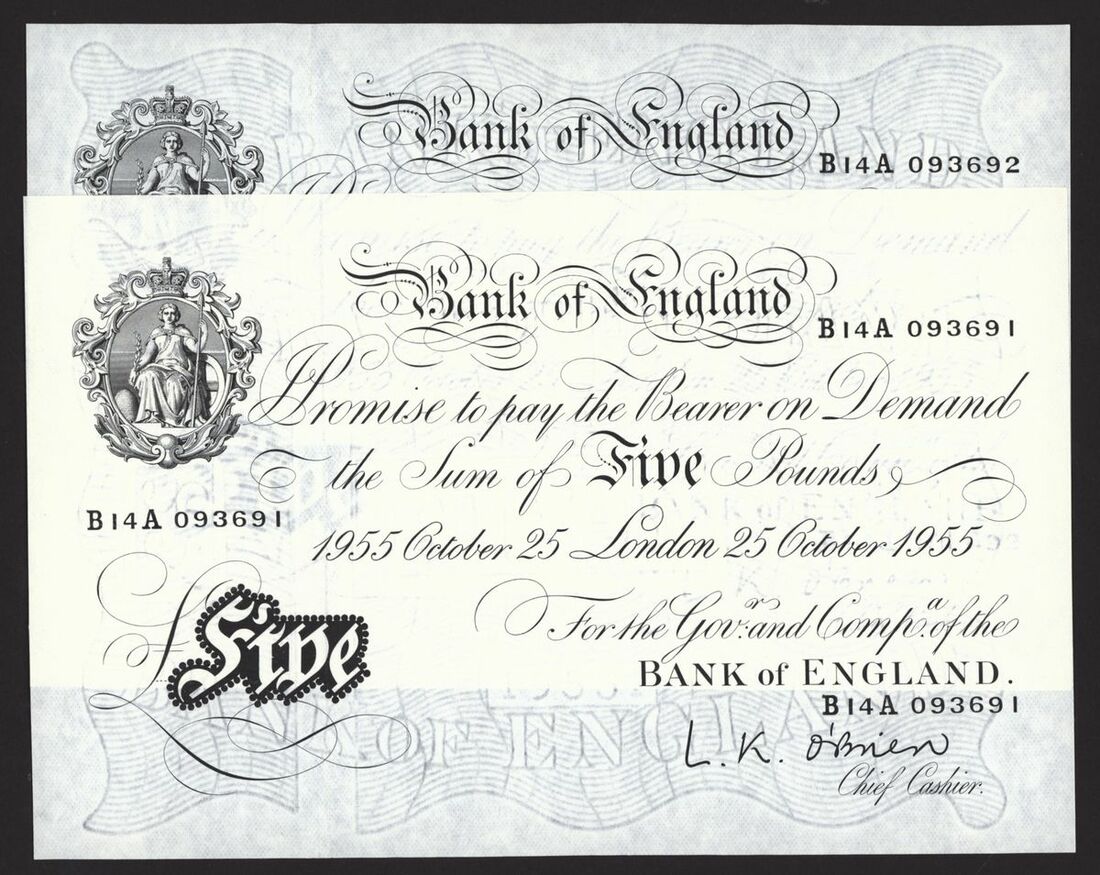 Bank of England
B14A 093692
Bank of England
B14A 093691
I Promise to pay the Bearer on Demand
the Sum of Five Pounds
B14A 093691
1955 October 25 London 25 October 1955
For the Govr. and Compa. of the
BANK of ENGLAND.
£Five
B14A 093691
L. K. O'Brien
Chief Cashier.